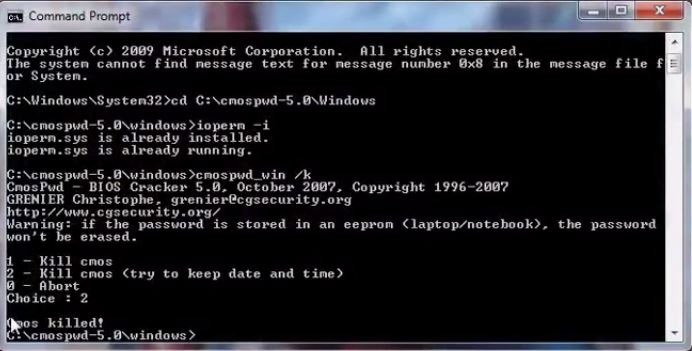 Command Prompt
Copyright (c) 2009 Microsoft Corporation.  All rights reserved.
The system cannot find message text for message number 0x8 in the message file f
or System.
C:\Windows\System32>cd C:\cmospwd-5.0\Windows
C:\cmospwd-5.0\windows>ioperm -i
ioperm.sys is already installed.
ioperm.sys is already running.
C:\cmospwd-5.0\windows>cmospwd_win /k
CmosPwd - BIOS Cracker 5.0, October 2007, Copyright 1996-2007
GRENIER Christophe, grenier@cgsecurity.org
http://www.cgsecurity.org/
Warning: if the password is stored in an eeprom (laptop/notebook), the password
won't be erased.
1 - Kill cmos
2 - Kill cmos (try to keep date and time)
0 - Abort
Choice : 2
Cmos killed!
C:\cmospwd-5.0\windows>